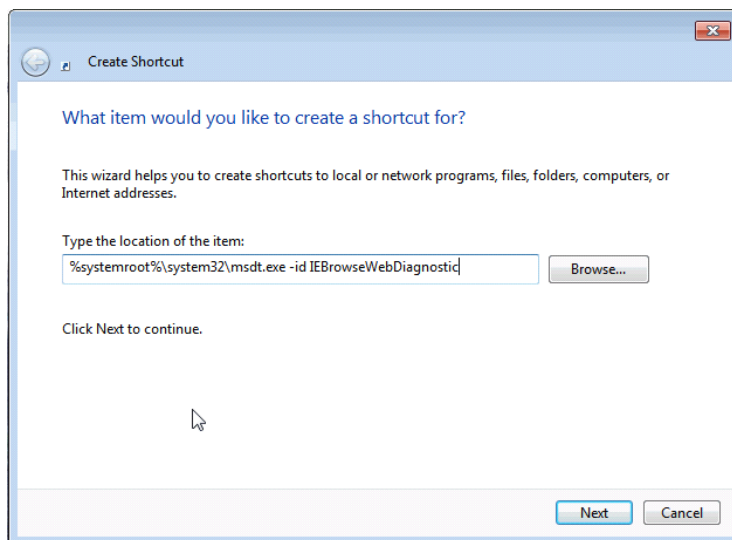 Create Shortcut
What item would you like to create a shortcut for?
This wizard helps you to create shortcuts to local or network programs, files, folders, computers, or
Internet addresses.
Type the location of the item:
%systemroot%\system32\msdt.exe -id IEBrowseWebDiagnostic
Browse...
Click Next to continue.
Next
Cancel